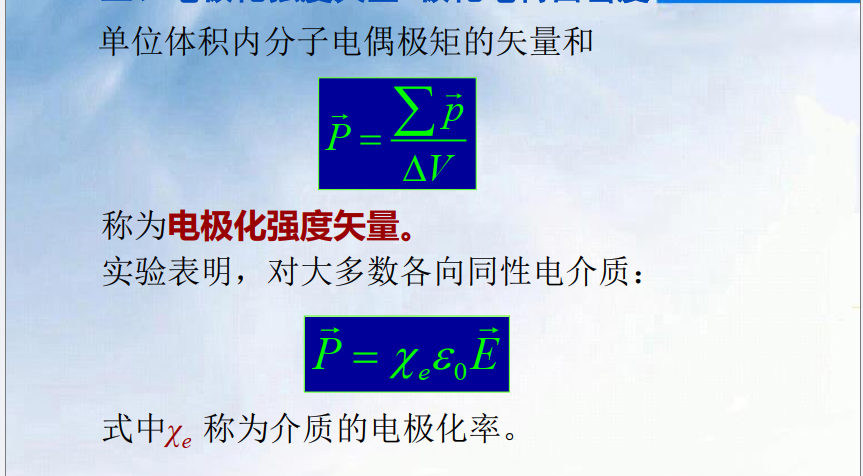 单位体积内分子电偶极矩的矢量和
\vec{P} = \frac{\sum \vec{p}}{\Delta V}
称为电极化强度矢量。
实验表明，对大多数各向同性电介质：
\vec{P} = \chi_e \varepsilon_0 \vec{E}
式中χₑ 称为介质的电极化率。